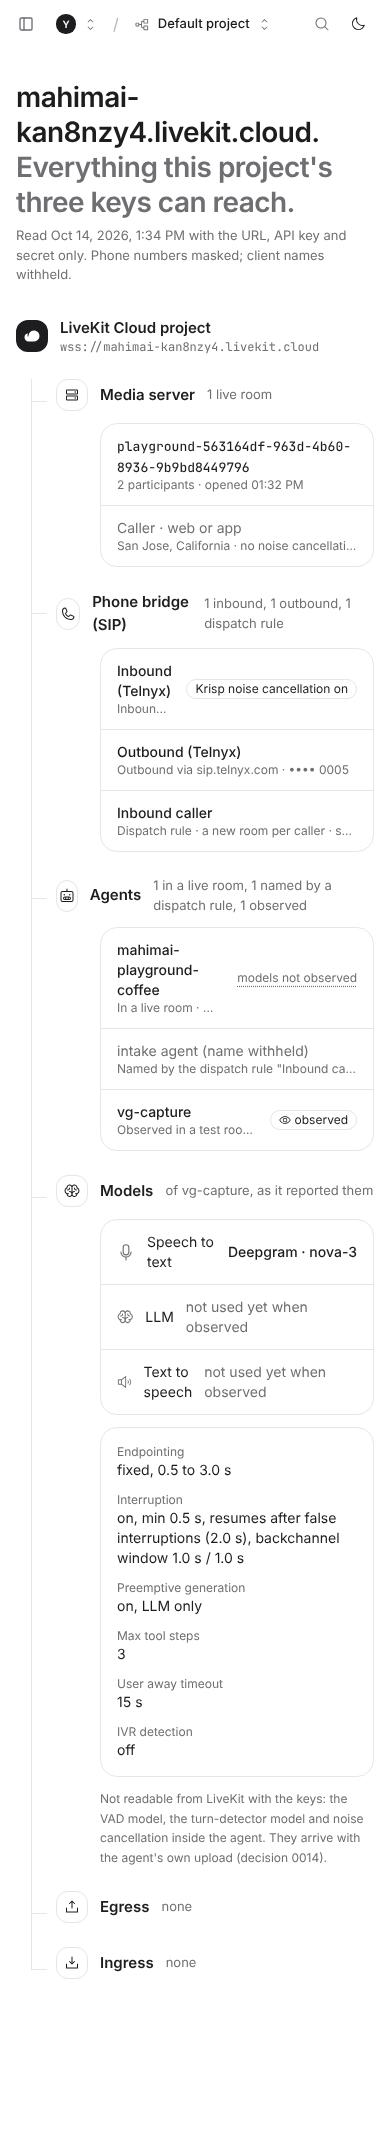 Y
/
Default project
mahimai-
kan8nzy4.livekit.cloud.
Everything this project's
three keys can reach.
Read Oct 14, 2026, 1:34 PM with the URL, API key and
secret only. Phone numbers masked; client names
withheld.
LiveKit Cloud project
wss://mahimai-kan8nzy4.livekit.cloud
Media server 1 live room
playground-563164df-963d-4b60-
8936-9b9bd8449796
2 participants · opened 01:32 PM
Caller · web or app
San Jose, California · no noise cancellati...
Phone bridge
(SIP)
1 inbound, 1 outbound, 1
dispatch rule
Inbound
(Telnyx)
Inboun...
Krisp noise cancellation on
Outbound (Telnyx)
Outbound via sip.telnyx.com · •••• 0005
Inbound caller
Dispatch rule · a new room per caller · s...
Agents
1 in a live room, 1 named by a
dispatch rule, 1 observed
mahimai-
playground-
coffee
In a live room · ...
models not observed
intake agent (name withheld)
Named by the dispatch rule "Inbound ca...
vg-capture
Observed in a test roo...
observed
Models of vg-capture, as it reported them
Speech to
text
Deepgram · nova-3
LLM
not used yet when
observed
Text to
speech
not used yet when
observed
Endpointing
fixed, 0.5 to 3.0 s
Interruption
on, min 0.5 s, resumes after false
interruptions (2.0 s), backchannel
window 1.0 s / 1.0 s
Preemptive generation
on, LLM only
Max tool steps
3
User away timeout
15 s
IVR detection
off
Not readable from LiveKit with the keys: the
VAD model, the turn-detector model and noise
cancellation inside the agent. They arrive with
the agent's own upload (decision 0014).
Egress none
Ingress none